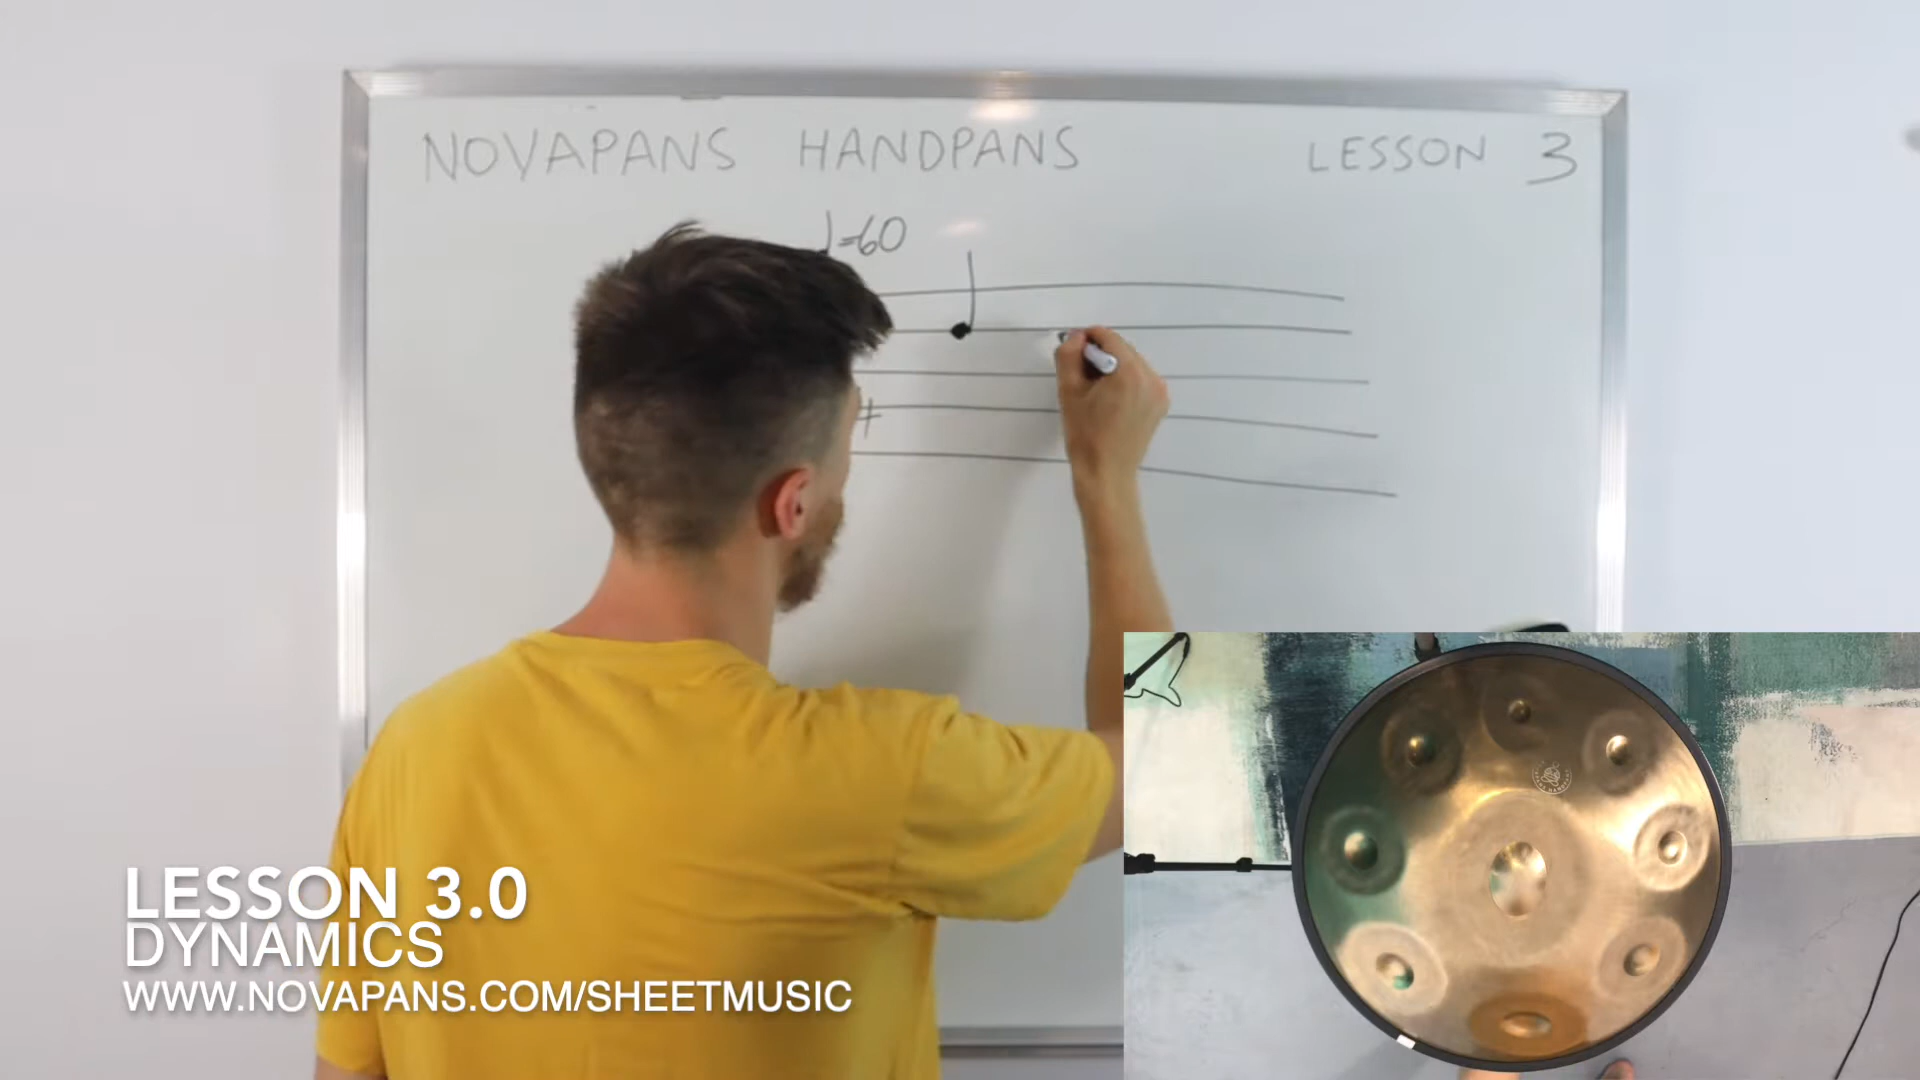 NOVAPANS HANDPANS LESSON 3
♩=60
LESSON 3.0
DYNAMICS
WWW.NOVAPANS.COM/SHEETMUSIC